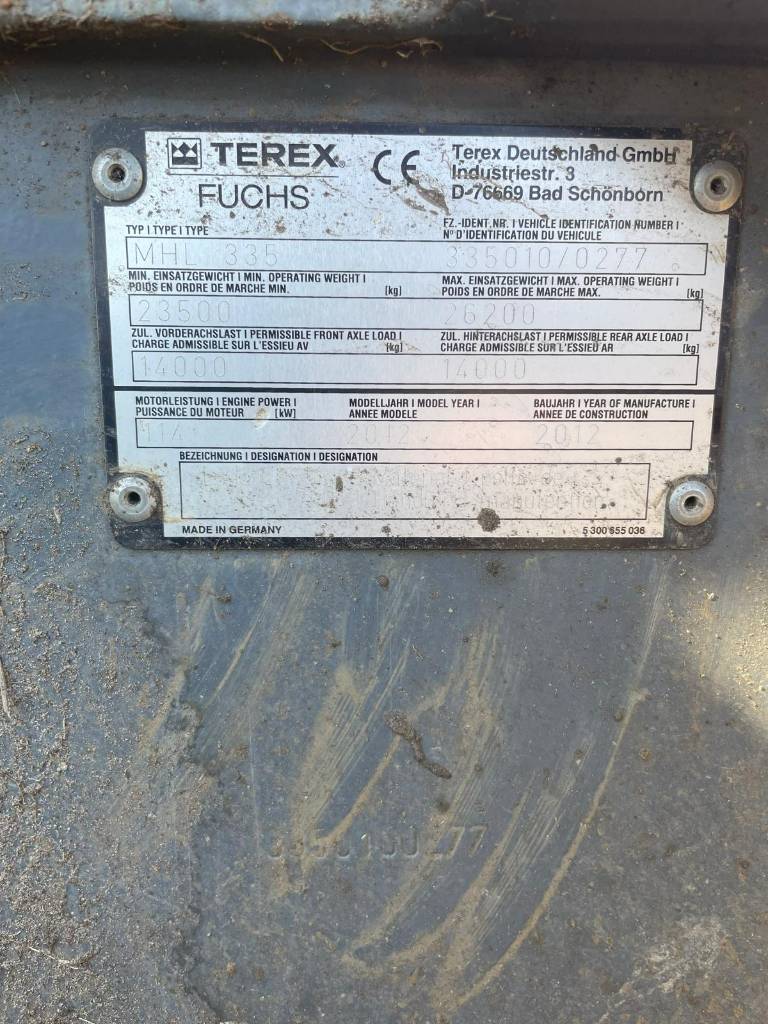 TEREX® CE Terex Deutschland GmbH
FUCHS Industriestr. 3
D-76669 Bad Schönborn
TYP I TYPE I TYPE
FZ.-IDENT.NR. I VEHICLE IDENTIFICATION NUMBER I
N° D'IDENTIFICATION DU VEHICULE
MHL 335 335010/0277
MIN. EINSATZGEWICHT I MIN. OPERATING WEIGHT I
POIDS EN ORDRE DE MARCHE MIN. [kg]
MAX. EINSATZGEWICHT I MAX. OPERATING WEIGHT I
POIDS EN ORDRE DE MARCHE MAX. [kg]
23500 26200
ZUL. VORDERACHSLAST I PERMISSIBLE FRONT AXLE LOAD I
CHARGE ADMISSIBLE SUR L'ESSIEU AV [kg]
ZUL. HINTERACHSLAST I PERMISSIBLE REAR AXLE LOAD I
CHARGE ADMISSIBLE SUR L'ESSIEU AR [kg]
14000 14000
MOTORLEISTUNG I ENGINE POWER I
PUISSANCE DU MOTEUR [kW]
MODELLJAHR I MODEL YEAR I
ANNEE MODELE
BAUJAHR I YEAR OF MANUFACTURE I
ANNEE DE CONSTRUCTION
114 2012 2012
BEZEICHNUNG I DESIGNATION I DESIGNATION
MADE IN GERMANY 5 300 655 036